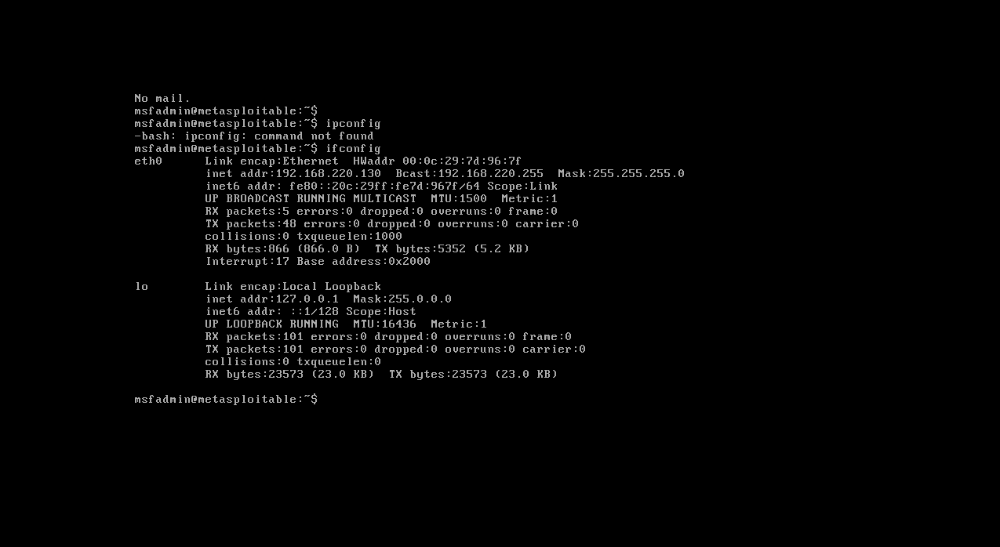 No mail.
msfadmin@metasploitable:~$
msfadmin@metasploitable:~$ ipconfig
-bash: ipconfig: command not found
msfadmin@metasploitable:~$ ifconfig
eth0      Link encap:Ethernet  HWaddr 00:0c:29:7d:96:7f
          inet addr:192.168.220.130  Bcast:192.168.220.255  Mask:255.255.255.0
          inet6 addr: fe80::20c:29ff:fe7d:967f/64 Scope:Link
          UP BROADCAST RUNNING MULTICAST  MTU:1500  Metric:1
          RX packets:5 errors:0 dropped:0 overruns:0 frame:0
          TX packets:48 errors:0 dropped:0 overruns:0 carrier:0
          collisions:0 txqueuelen:1000
          RX bytes:866 (866.0 B)  TX bytes:5352 (5.2 KB)
          Interrupt:17 Base address:0x2000

lo        Link encap:Local Loopback
          inet addr:127.0.0.1  Mask:255.0.0.0
          inet6 addr: ::1/128 Scope:Host
          UP LOOPBACK RUNNING  MTU:16436  Metric:1
          RX packets:101 errors:0 dropped:0 overruns:0 frame:0
          TX packets:101 errors:0 dropped:0 overruns:0 carrier:0
          collisions:0 txqueuelen:0
          RX bytes:23573 (23.0 KB)  TX bytes:23573 (23.0 KB)

msfadmin@metasploitable:~$